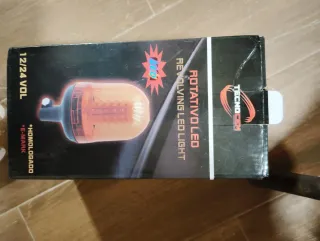 ROTATIVO LED
REVOLVING LED LIGHT
12/24 VOL
*HOMOLOGADO
*E-MARK